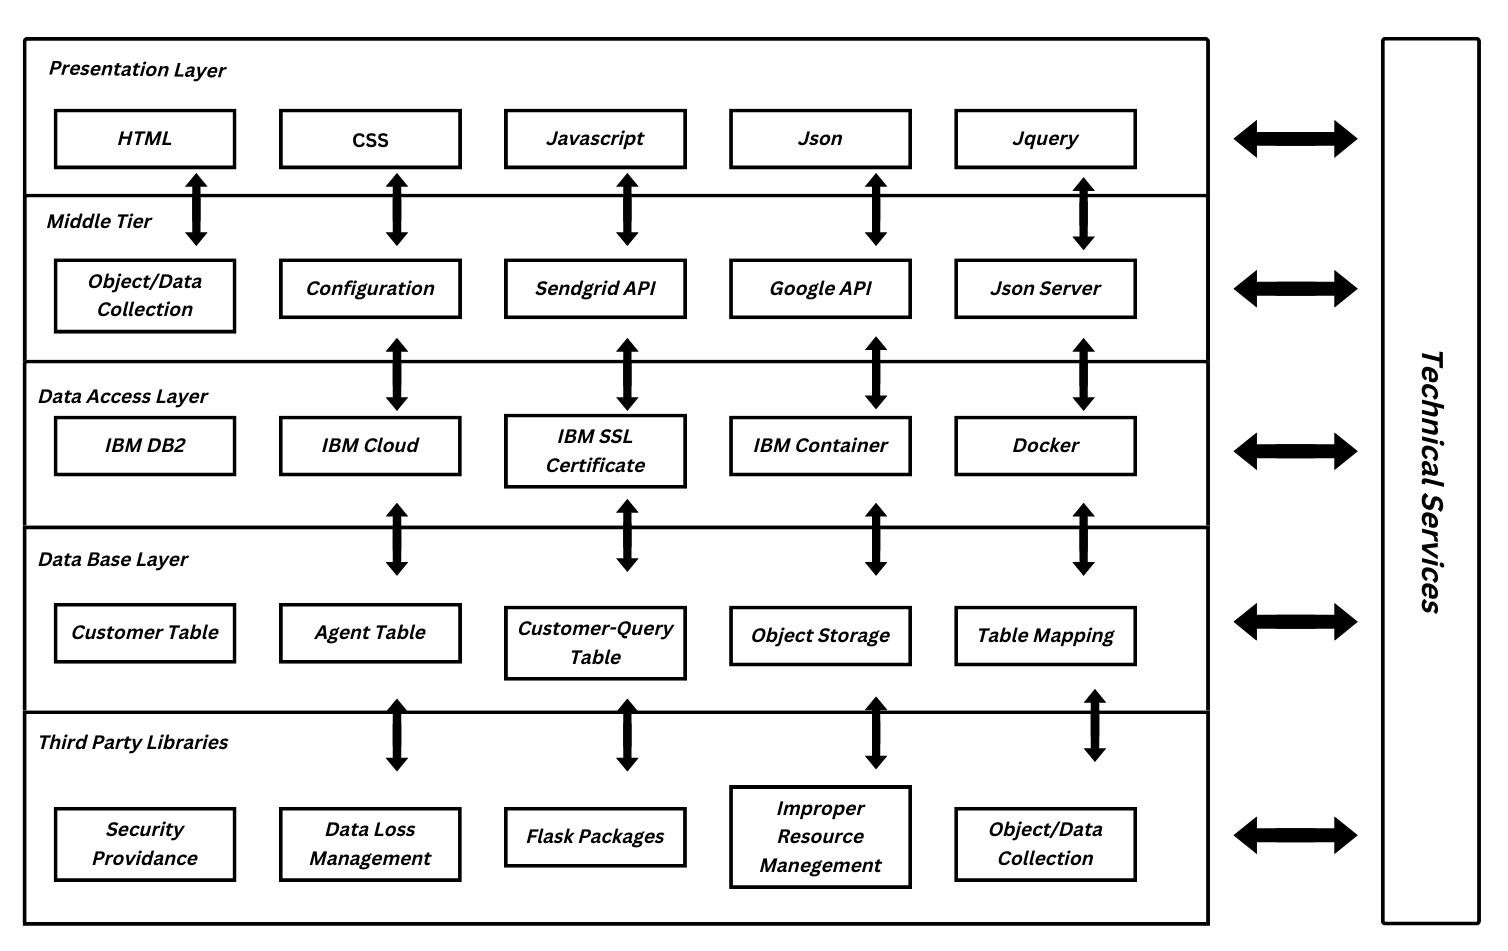 Presentation Layer
HTML
CSS
Javascript
Json
Jquery
Middle Tier
Object/Data
Collection
Configuration
Sendgrid API
Google API
Json Server
Data Access Layer
IBM DB2
IBM Cloud
IBM SSL
Certificate
IBM Container
Docker
Data Base Layer
Customer Table
Agent Table
Customer-Query
Table
Object Storage
Table Mapping
Third Party Libraries
Security
Providance
Data Loss
Management
Flask Packages
Improper
Resource
Manegement
Object/Data
Collection
Technical Services